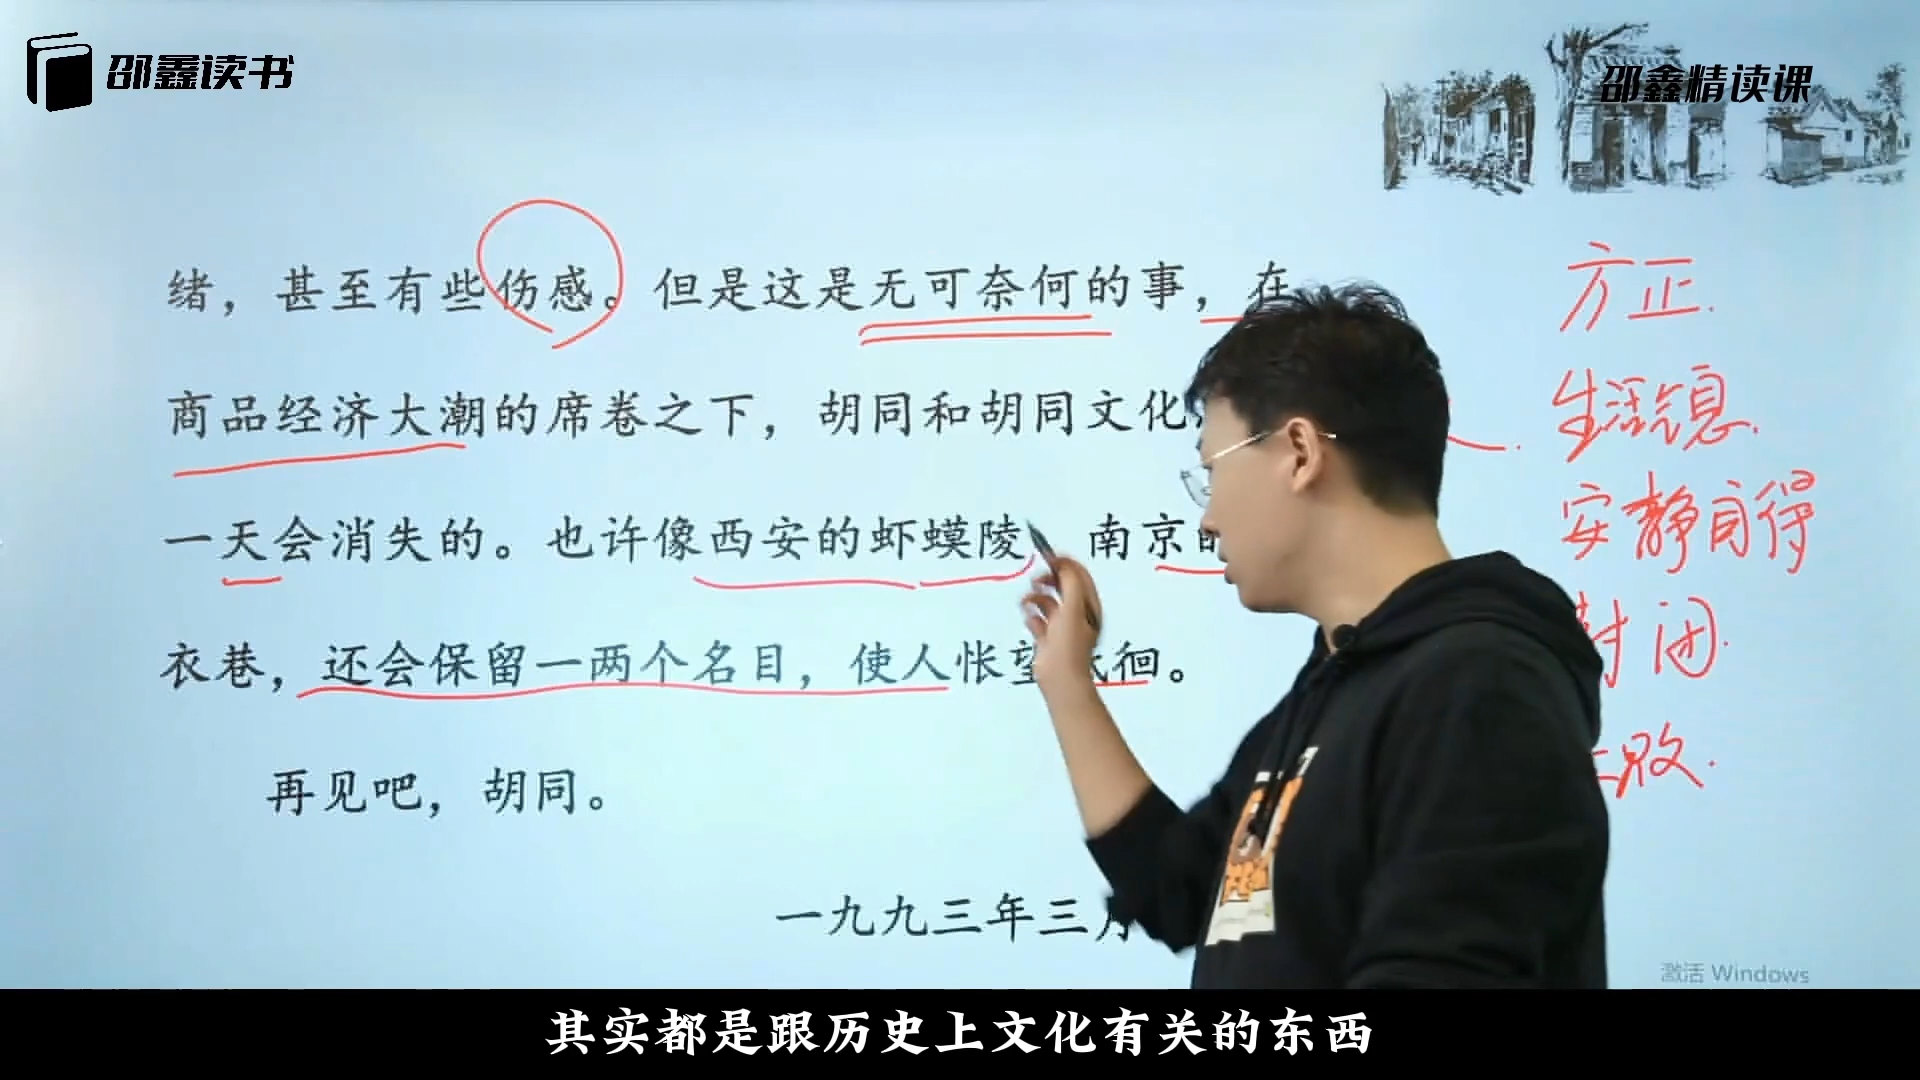 邵鑫读书
邵鑫精读课
绪，甚至有些伤感。但是这是无可奈何的事，在
商品经济大潮的席卷之下，胡同和胡同文化
一天会消失的。也许像西安的虾蟆陵 南京的
衣巷，还会保留一两个名目，使人怅望低徊。
再见吧，胡同。
一九九三年三月
方正.
生活气息.
安静自得
封闭.
败.
激活 Windows
其实都是跟历史上文化有关的东西